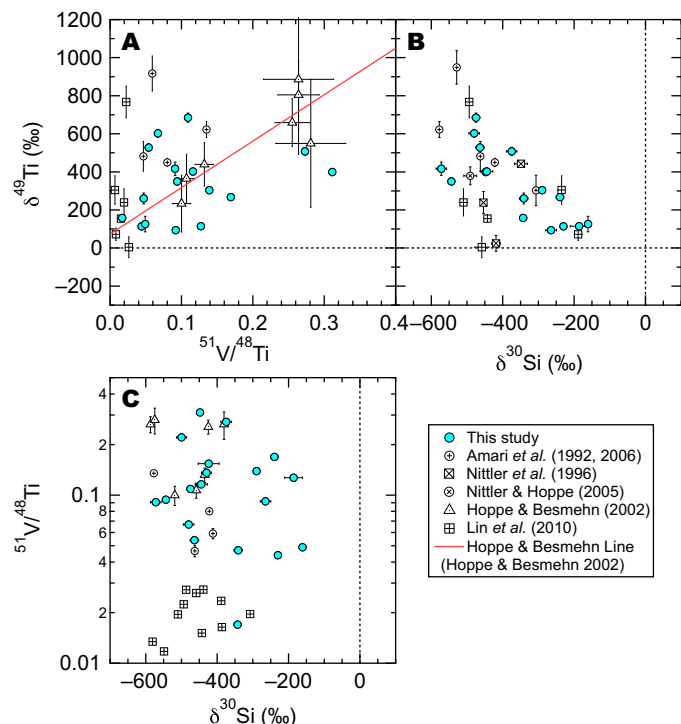 A
1200
1000
800
600
400
200
0
−200
δ⁴⁹Ti (‰)
0.0
0.1
0.2
0.3
0.4
⁵¹V/⁴⁸Ti
B
−600
−400
−200
0
δ³⁰Si (‰)
C
4
2
0.1
8
6
4
2
0.01
⁵¹V/⁴⁸Ti
−600
−400
−200
0
δ³⁰Si (‰)
This study
Amari et al. (1992, 2006)
Nittler et al. (1996)
Nittler & Hoppe (2005)
Hoppe & Besmehn (2002)
Lin et al. (2010)
Hoppe & Besmehn Line
(Hoppe & Besmehn 2002)